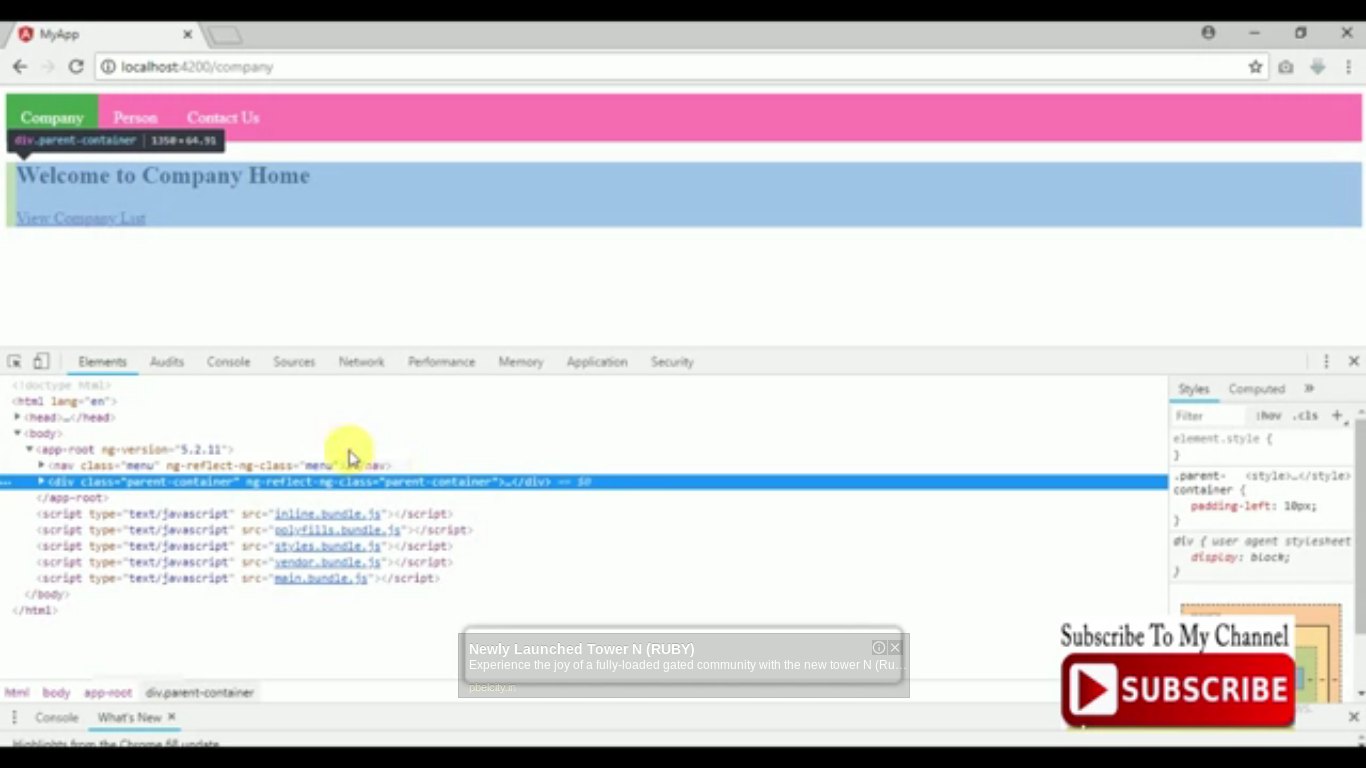 MyApp
localhost:4200/company
Company Person Contact Us
div.parent-container | 1350×64.91
Welcome to Company Home
View Company List
Elements Audits Console Sources Network Performance Memory Application Security
<!doctype html>
<html lang="en">
<head>…</head>
<body>
<app-root ng-version="5.2.11">
<nav class="menu" ng-reflect-ng-class="menu"></nav>
<div class="parent-container" ng-reflect-ng-class="parent-container">…</div> == $0
</app-root>
<script type="text/javascript" src="inline.bundle.js"></script>
<script type="text/javascript" src="polyfills.bundle.js"></script>
<script type="text/javascript" src="styles.bundle.js"></script>
<script type="text/javascript" src="vendor.bundle.js"></script>
<script type="text/javascript" src="main.bundle.js"></script>
</body>
</html>
Styles Computed »
Filter :hov .cls +
element.style {
}
.parent- <style>…</style>
container {
padding-left: 10px;
}
div { user agent stylesheet
display: block;
}
Newly Launched Tower N (RUBY)
Experience the joy of a fully-loaded gated community with the new tower N (Ru...
pbelcity.in
Subscribe To My Channel
SUBSCRIBE
html body app-root div.parent-container
Console What's New
Highlights from the Chrome 68 update